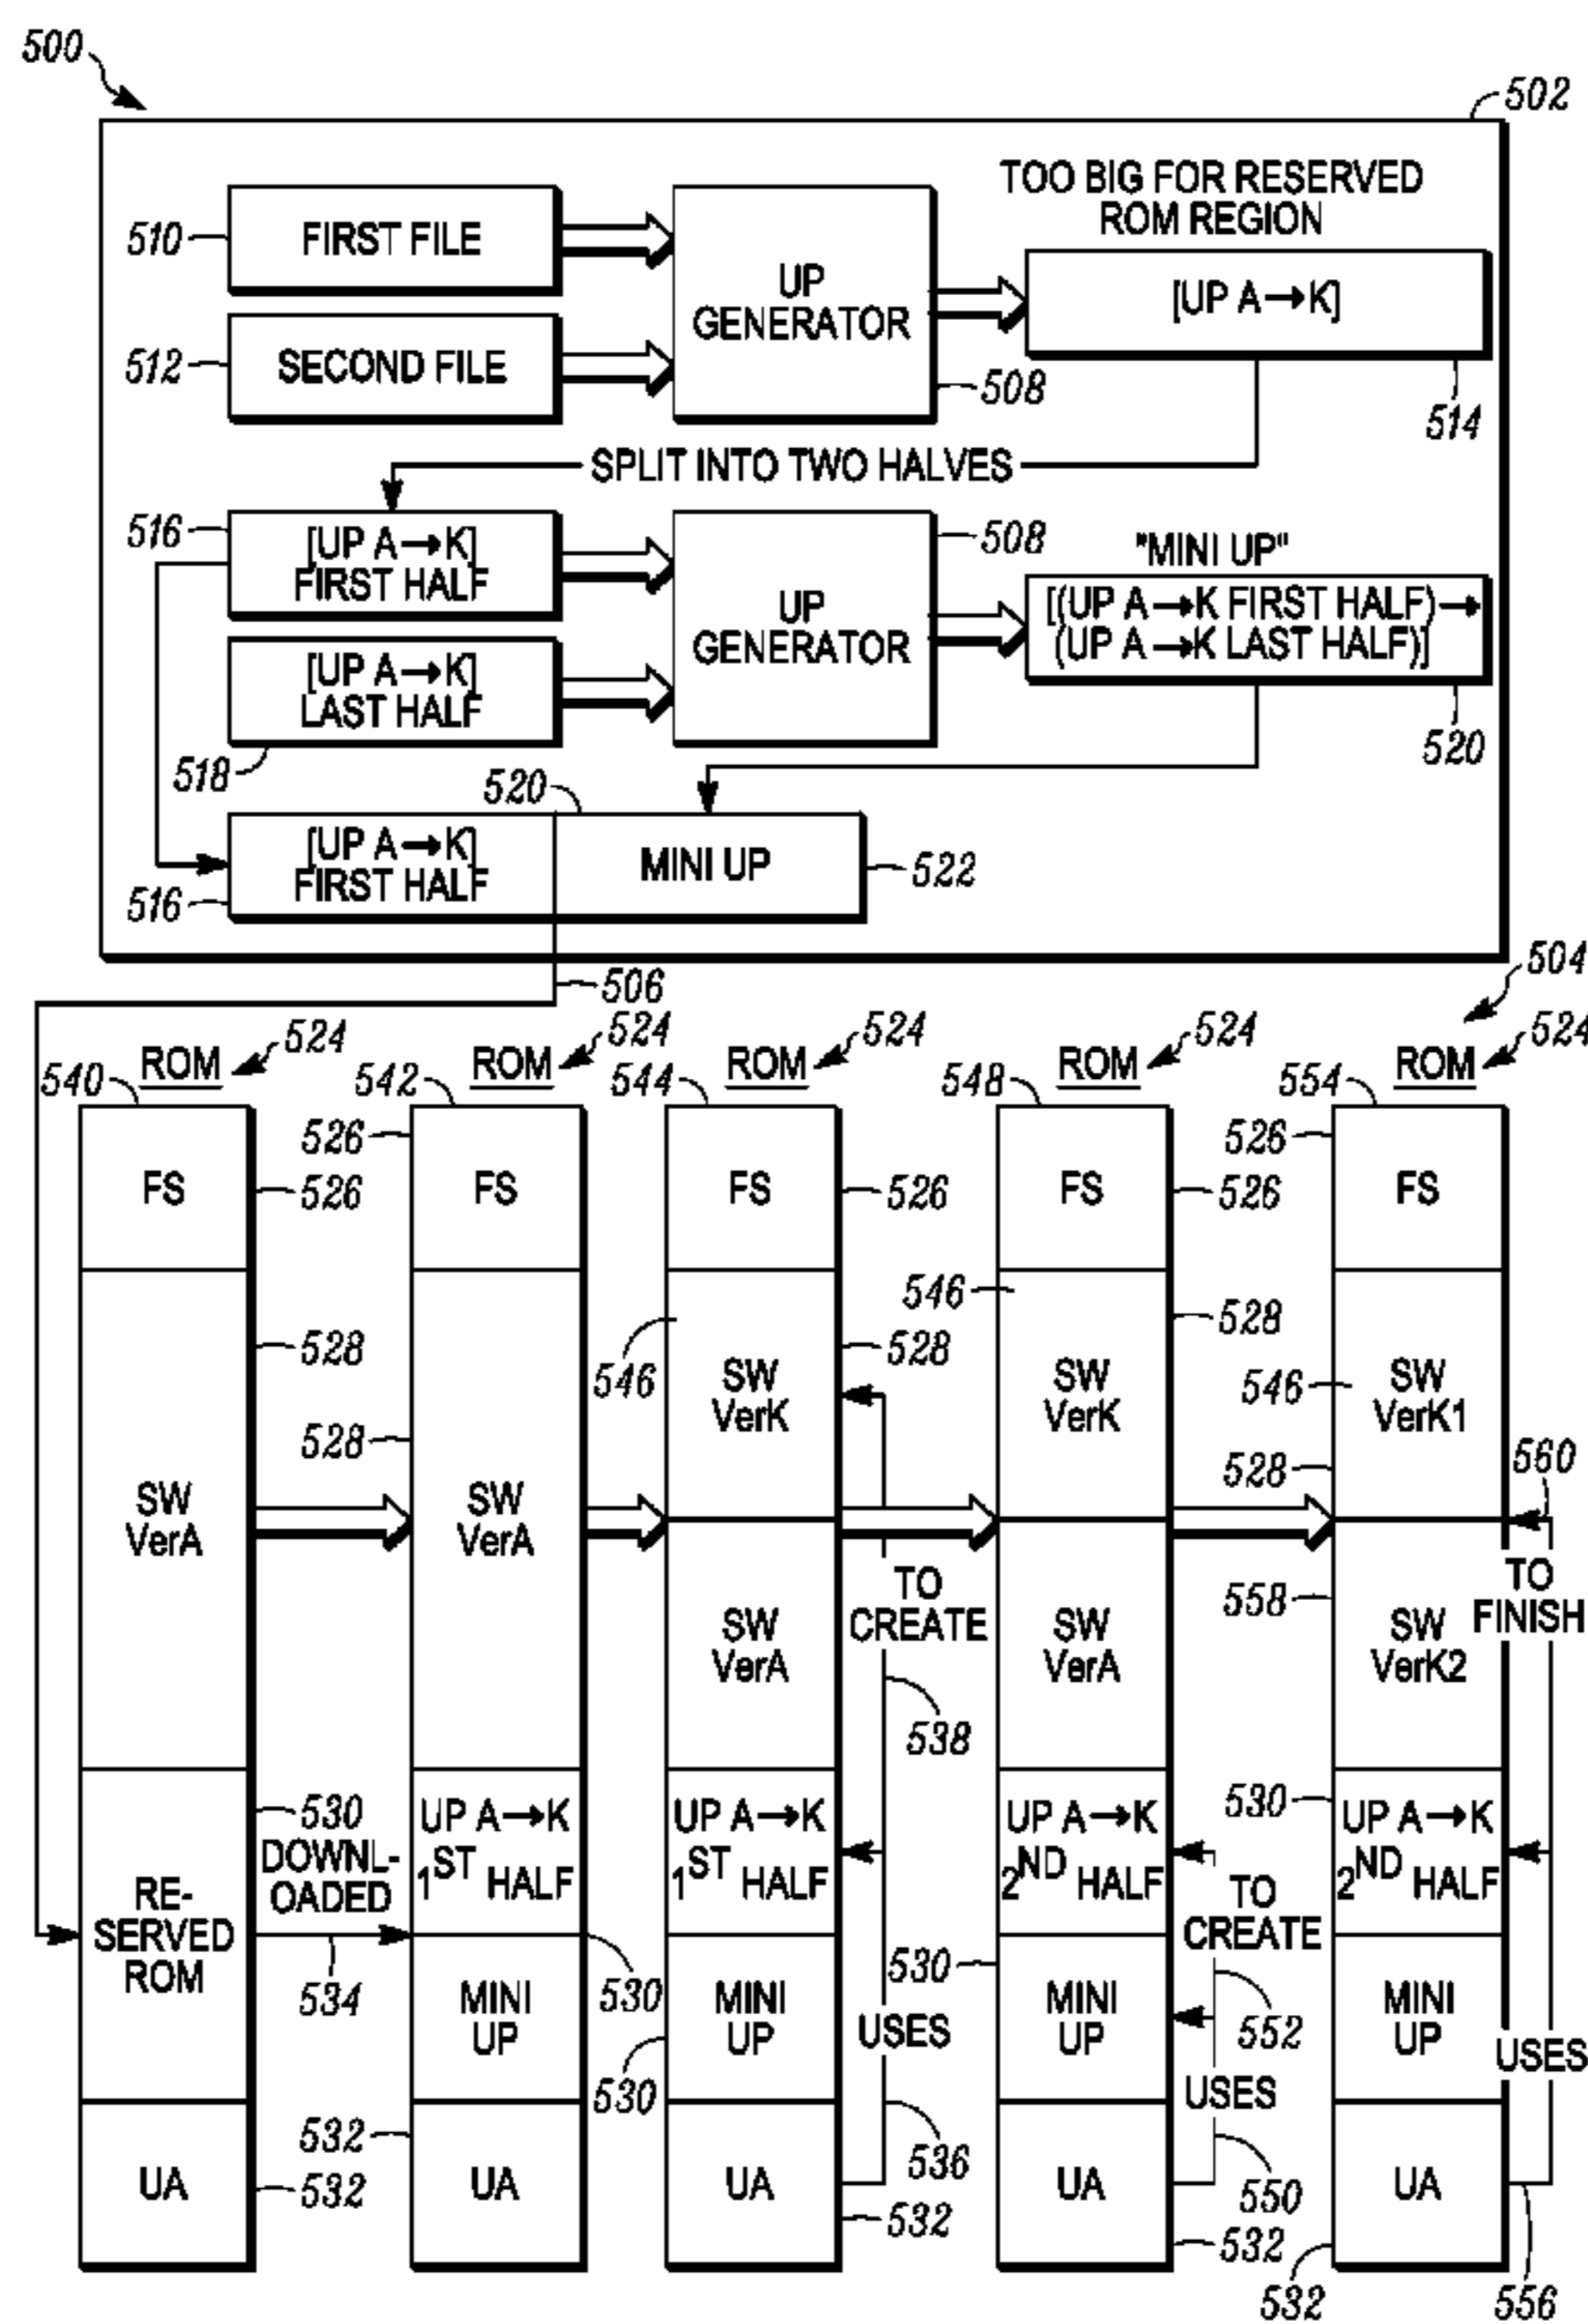 500
502
TOO BIG FOR RESERVED
ROM REGION
510
FIRST FILE
UP
GENERATOR
[UP A→K]
512
SECOND FILE
508
514
SPLIT INTO TWO HALVES
516
[UP A→K]
FIRST HALF
508
"MINI UP"
UP
GENERATOR
[(UP A→K FIRST HALF)→
(UP A→K LAST HALF)]
[UP A→K]
LAST HALF
518
520
520
[UP A→K]
FIRST HALF
MINI UP
522
516
506
504
ROM
524
ROM
524
ROM
524
ROM
524
ROM
524
540
542
544
548
554
526
526
FS
526
FS
FS
526
FS
526
FS
528
528
546
528
546
528
546
528
SW
VerA
SW
VerA
SW
VerK
SW
VerK
SW
VerK1
560
SW
VerA
TO
CREATE
SW
VerA
558
SW
VerK2
TO
FINISH
538
530
DOWNL-
OADED
UP A→K
1ST HALF
UP A→K
1ST HALF
UP A→K
2ND HALF
530
UP A→K
2ND HALF
RE-
SERVED
ROM
534
TO
CREATE
MINI
UP
530
MINI
UP
530
USES
530
MINI
UP
552
MINI
UP
USES
USES
532
536
550
UA
532
UA
UA
532
UA
532
UA
532
556